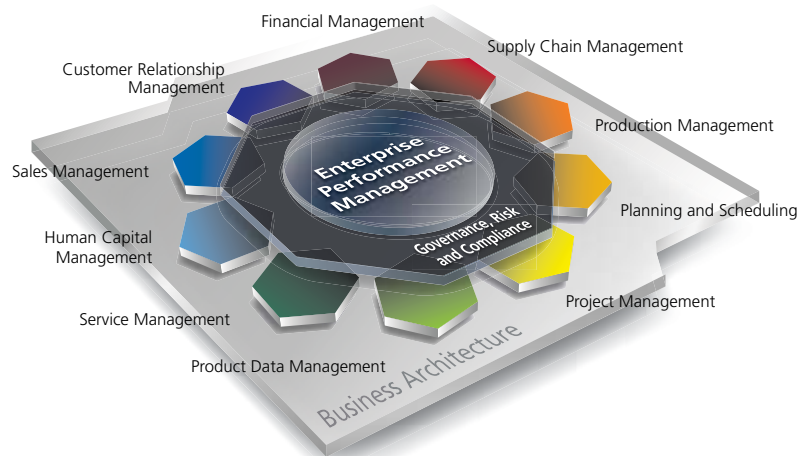 Financial Management
Supply Chain Management
Customer Relationship
Management
Production Management
Sales Management
Enterprise
Performance
Management
Planning and Scheduling
Governance, Risk
and Compliance
Human Capital
Management
Project Management
Service Management
Product Data Management
Business Architecture